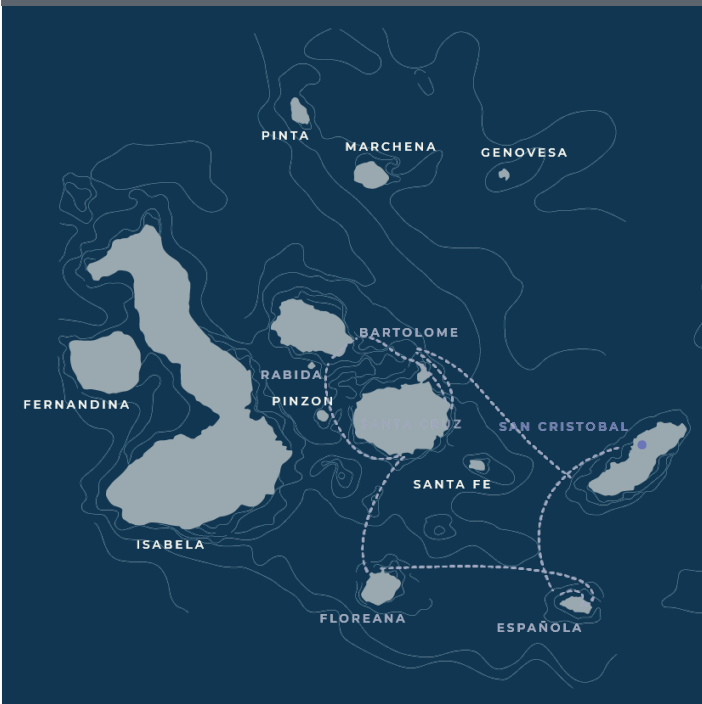 PINTA
MARCHENA
GENOVESA
BARTOLOME
RABIDA
PINZON
FERNANDINA
SANTA CRUZ
SAN CRISTOBAL
SANTA FE
ISABELA
FLOREANA
ESPAÑOLA